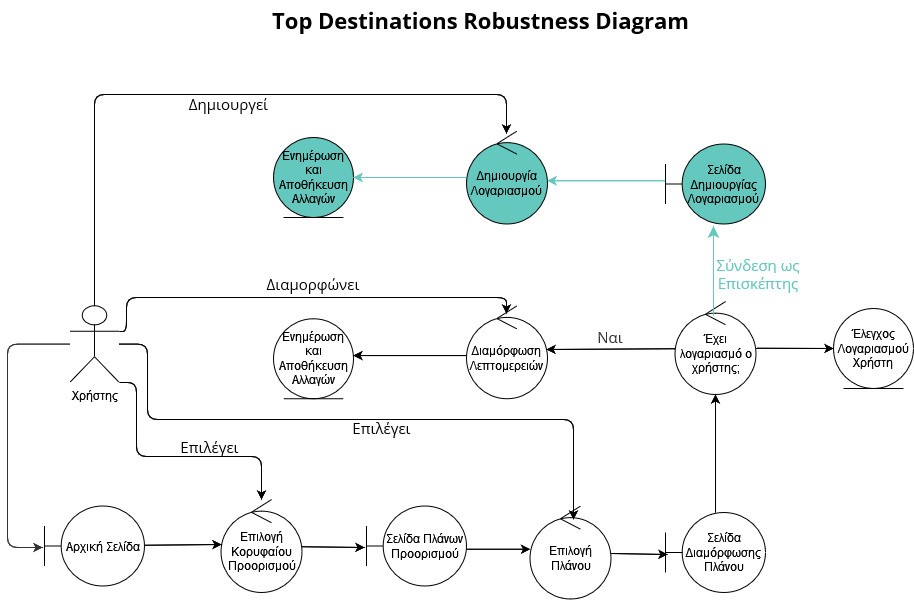 Top Destinations Robustness Diagram
Δημιουργεί
Ενημέρωση
και
Αποθήκευση
Αλλαγών
Δημιουργία
Λογαριασμού
Σελίδα
Δημιουργίας
Λογαριασμού
Σύνδεση ως
Επισκέπτης
Διαμορφώνει
Χρήστης
Ενημέρωση
και
Αποθήκευση
Αλλαγών
Διαμόρφωση
Λεπτομερειών
Ναι
Έχει
λογαριασμό ο
χρήστης;
Έλεγχος
Λογαριασμού
Χρήστη
Επιλέγει
Επιλέγει
Αρχική Σελίδα
Επιλογή
Κορυφαίου
Προορισμού
Σελίδα Πλάνων
Προορισμού
Επιλογή
Πλάνου
Σελίδα
Διαμόρφωσης
Πλάνου